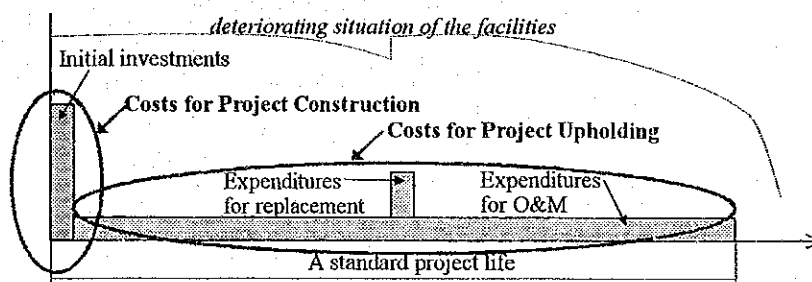 deteriorating situation of the facilities
Initial investments
Costs for Project Construction
Costs for Project Upholding
Expenditures
for replacement
Expenditures
for O&M
A standard project life